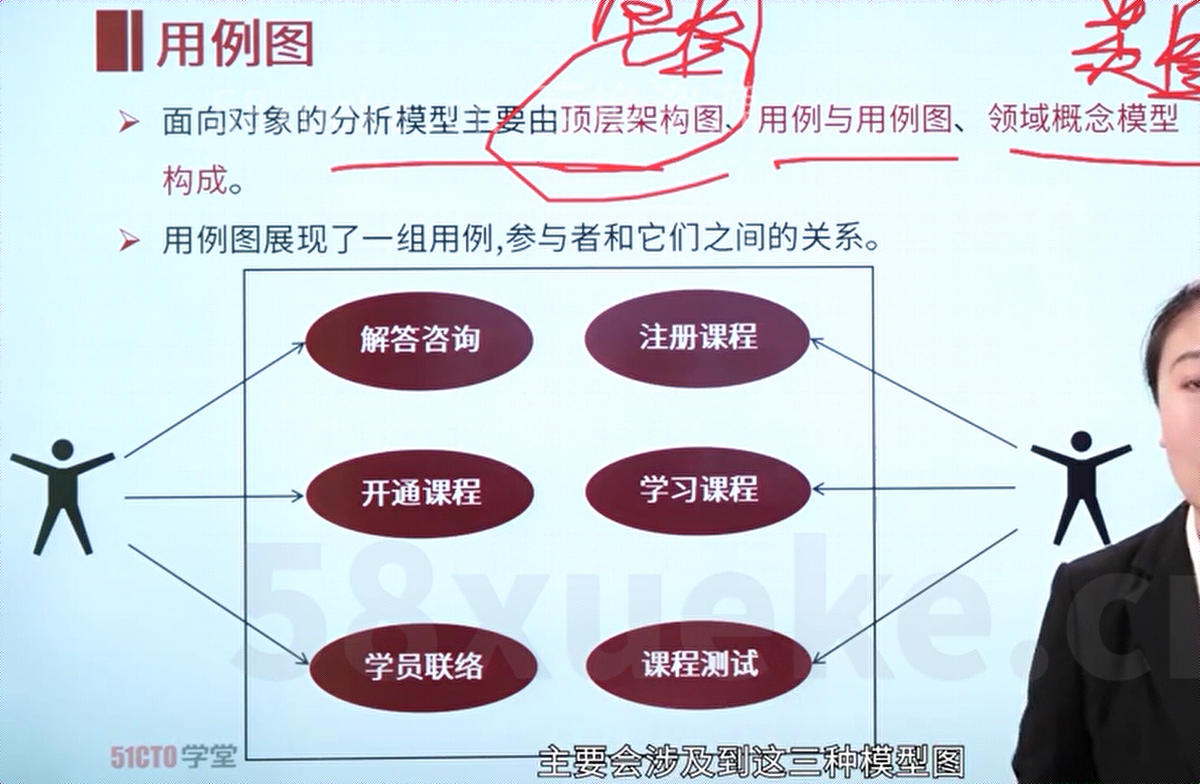 用例图
面向对象的分析模型主要由顶层架构图、用例与用例图、领域概念模型
构成。
用例图展现了一组用例,参与者和它们之间的关系。
解答咨询
注册课程
开通课程
学习课程
学员联络
课程测试
58xueke.cn
51CTO学堂
主要会涉及到这三种模型图